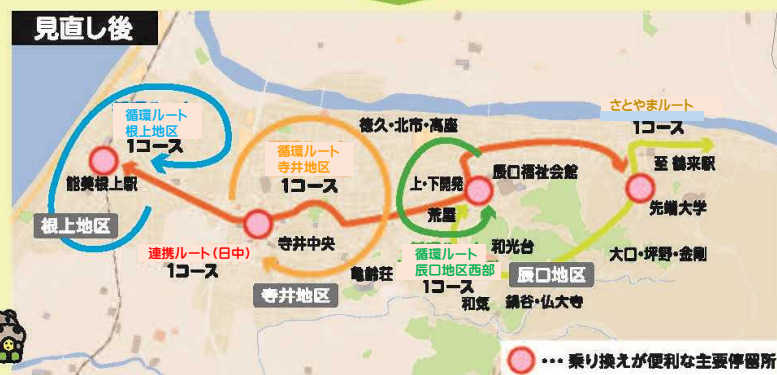 見直し後
循環ルート
根上地区
1コース
能美根上駅
根上地区
循環ルート
寺井地区
1コース
連携ルート(日中)
1コース
寺井中央
寺井地区
亀齢荘
徳久・北市・高座
上・下開発
荒屋
辰口福祉会館
循環ルート
辰口地区西部
1コース
和光台
和気
辰口地区
鍋谷・仏大寺
さとやまルート
1コース
至 鶴来駅
先端大学
大口・坪野・金剛
・・・ 乗り換えが便利な主要停留所